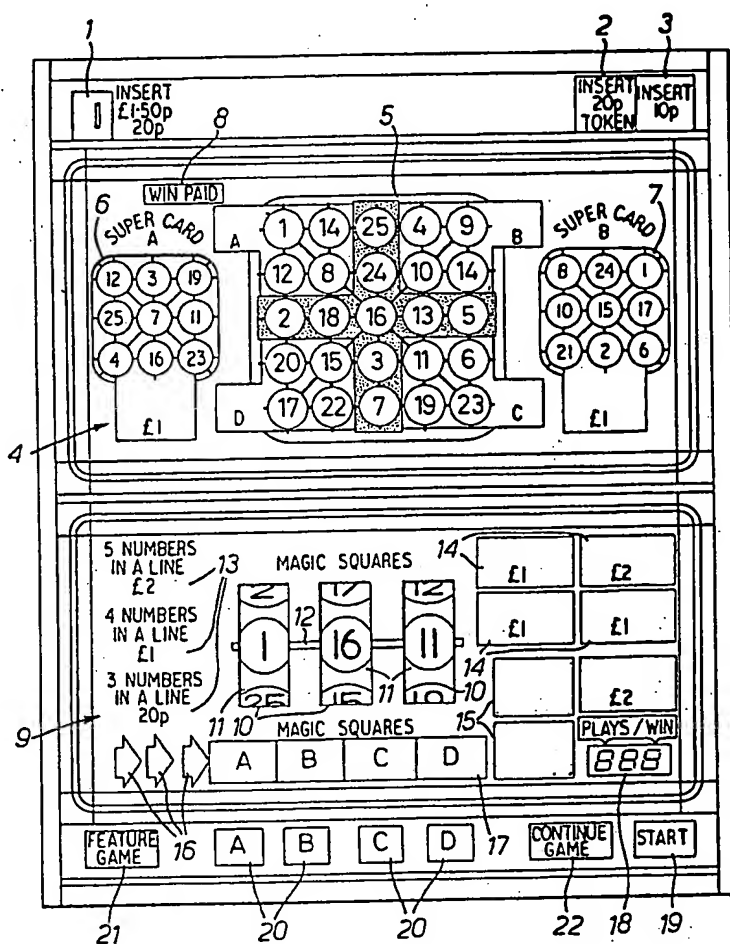 1
2
3
INSERT
£1·50p
20p
INSERT
20p
TOKEN
INSERT
10p
8
5
WIN PAID
6
7
SUPER CARD
A
SUPER CARD
B
A
B
1 14 25 4 9
12 8 24 10 14
2 18 16 13 5
20 15 3 11 6
17 22 7 19 23
D
C
12 3 19
25 7 11
4 16 23
£1
8 24 1
10 15 17
21 2 6
£1
4
5 NUMBERS
IN A LINE
£2
13
4 NUMBERS
IN A LINE
£1
3 NUMBERS
IN A LINE
20p
MAGIC SQUARES
2 17 12
12
1 16 11
25 15 10
11
10
11
10
MAGIC SQUARES
A B C D
14
£1 £2
£1 £1
14
15
£2
PLAYS/WIN
888
9
16
17
FEATURE
GAME
A B C D
CONTINUE
GAME
START
21
20
20
22
18
19